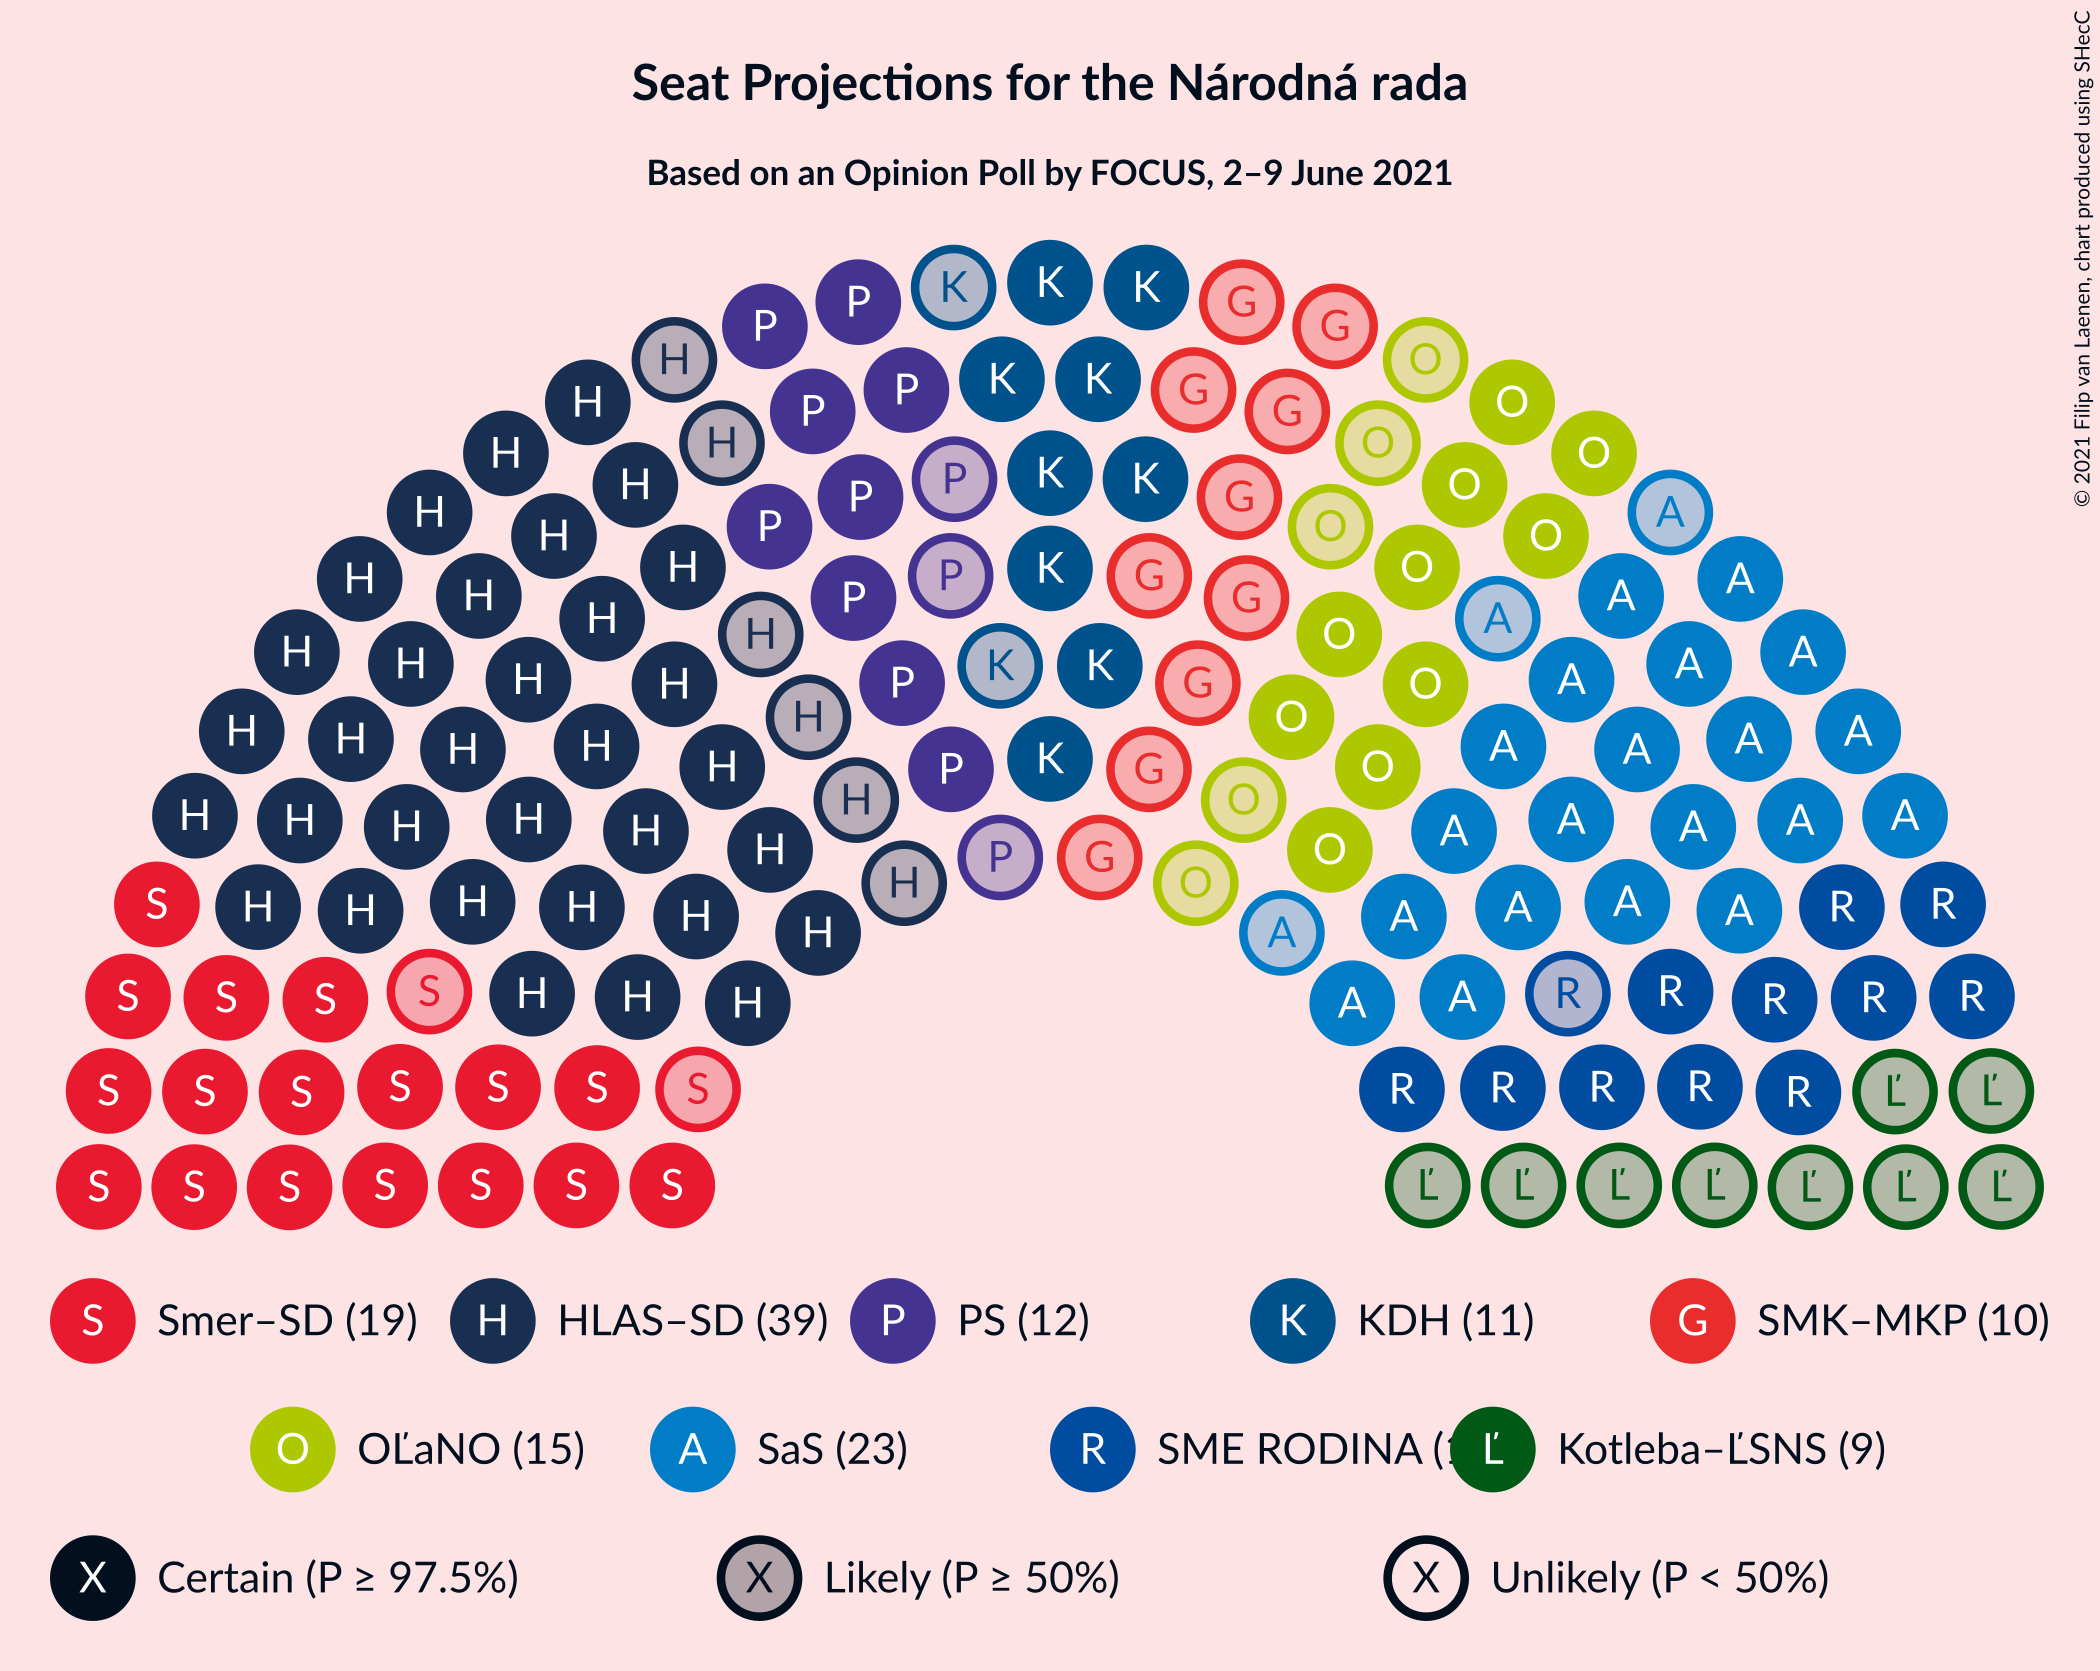 Seat Projections for the Národná rada
Based on an Opinion Poll by FOCUS, 2–9 June 2021
© 2021 Filip van Laenen, chart produced using SHecC
K K K
P P G G
H O
H K K O
P P G G
H H O O
H P P K K G O O A
H H P G O O
H H P K G A A
H H H P G A A
H H H H P K K G O O A A A
H H H H H P G O O A A A A
H H H H H P K G O O A A A A
H H H H H H P G O O A A A A A
S H H H H H H H O A A A A A R R
S S S S H H H A A R R R R R
S S S S S S S R R R R R Ľ Ľ
S S S S S S S Ľ Ľ Ľ Ľ Ľ Ľ Ľ
S Smer–SD (19) H HLAS–SD (39) P PS (12) K KDH (11) G SMK–MKP (10)
O OĽaNO (15) A SaS (23) R SME RODINA ( Ľ Kotleba–ĽSNS (9)
X Certain (P ≥ 97.5%) X Likely (P ≥ 50%) X Unlikely (P < 50%)